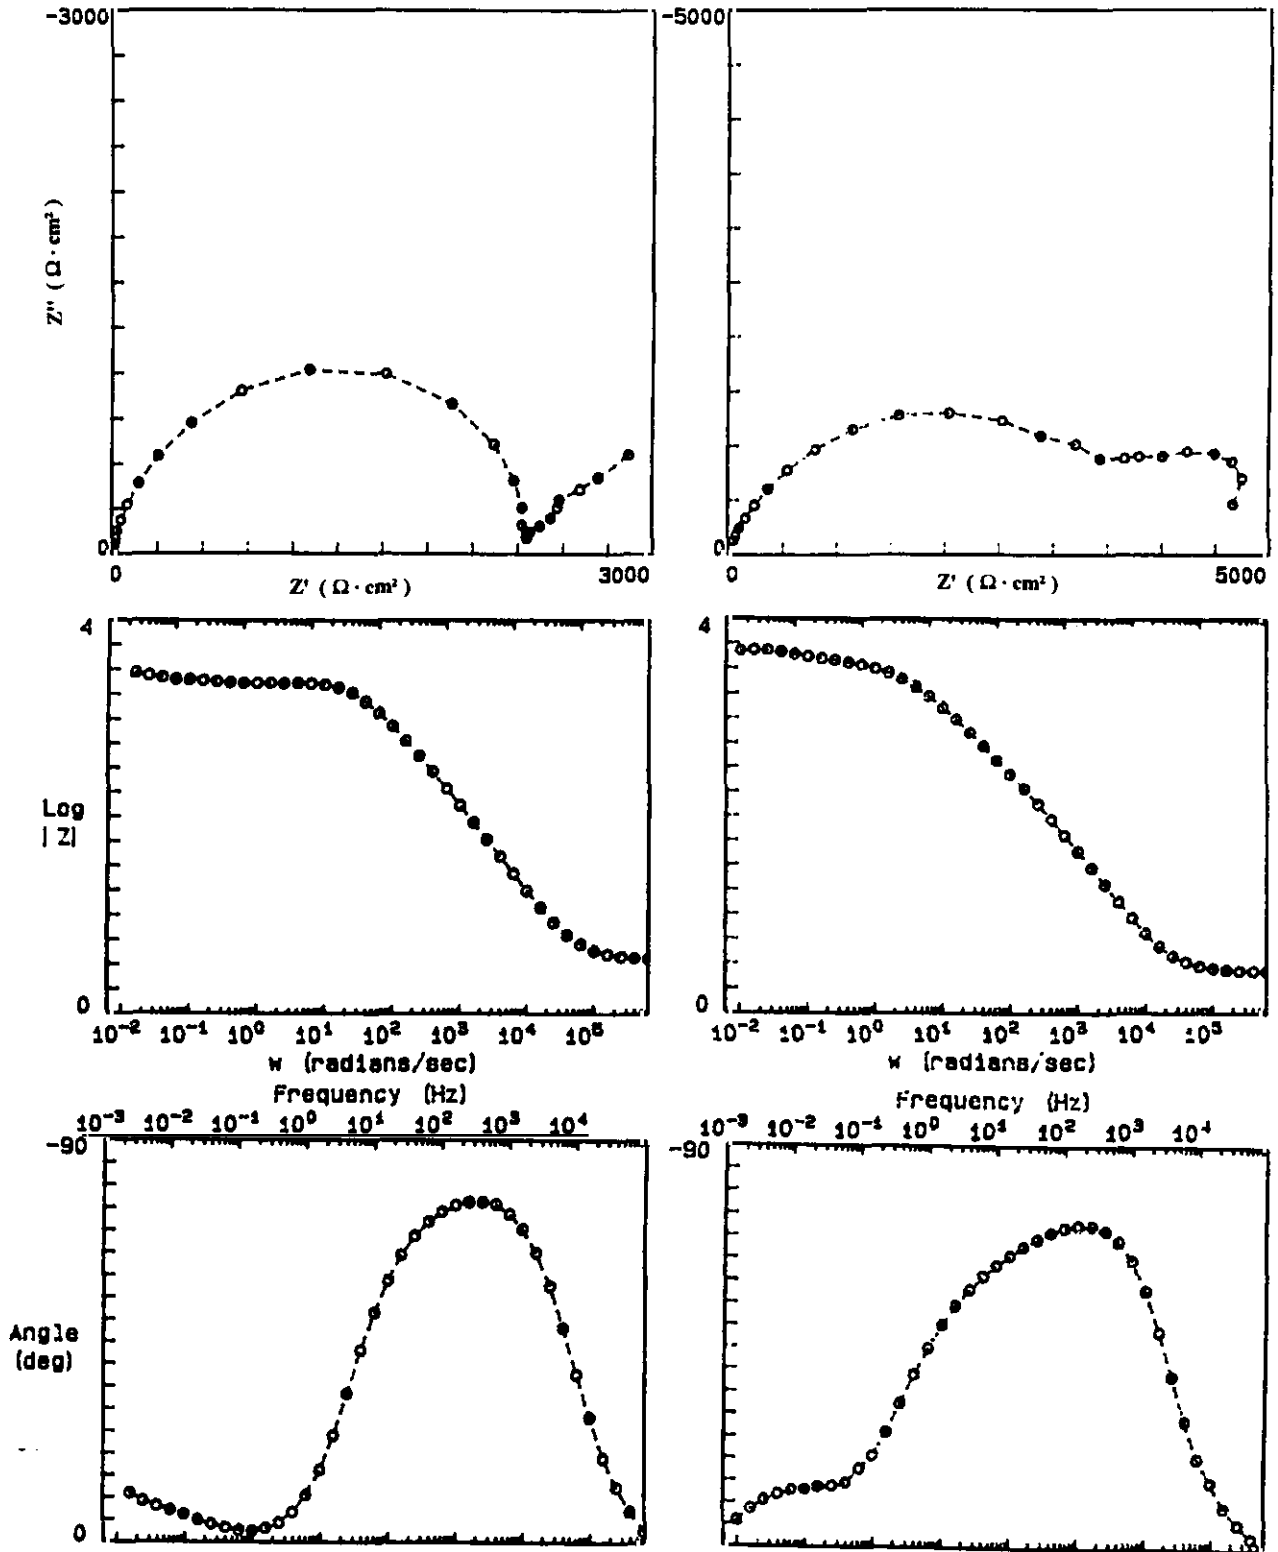 -3000
Z'' ( Ω · cm² )
0
0 3000
Z' ( Ω · cm² )
-5000
0
0 5000
Z' ( Ω · cm² )
4
Log
|Z|
0
10⁻² 10⁻¹ 10⁰ 10¹ 10² 10³ 10⁴ 10⁵
w (radians/sec)
4
0
10⁻² 10⁻¹ 10⁰ 10¹ 10² 10³ 10⁴ 10⁵
w (radians/sec)
Frequency (Hz)
10⁻³ 10⁻² 10⁻¹ 10⁰ 10¹ 10² 10³ 10⁴
-90
Angle
(deg)
0
Frequency (Hz)
10⁻³ 10⁻² 10⁻¹ 10⁰ 10¹ 10² 10³ 10⁴
-90
0